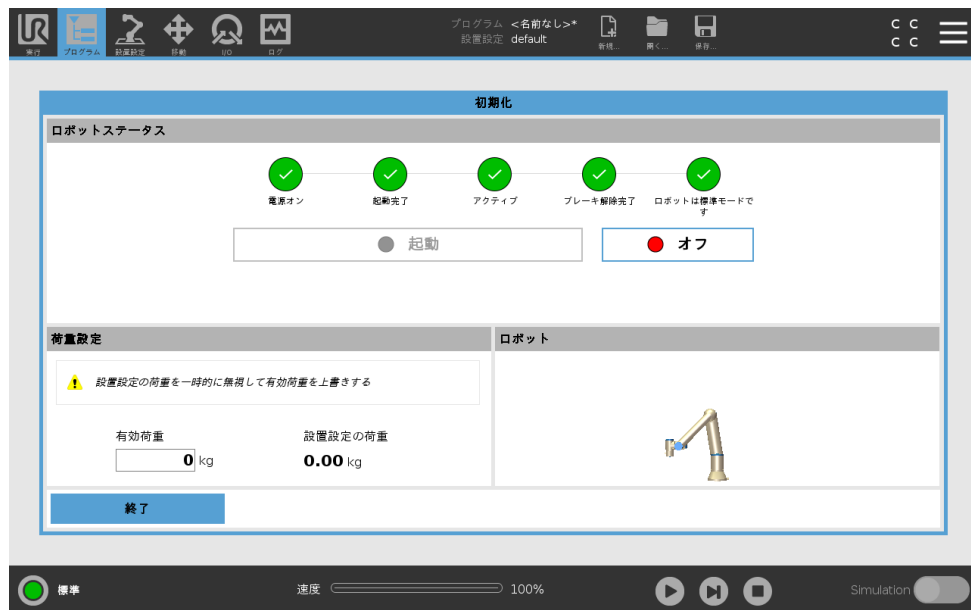 プログラム <名前なし>*
設置設定 default
実行 プログラム 設置設定 移動 I/O ログ 新規... 開く... 保存...
C C
C C
初期化
ロボットステータス
電源オン 起動完了 アクティブ ブレーキ解除完了 ロボットは標準モードで
す
起動 オフ
荷重設定 ロボット
設置設定の荷重を一時的に無視して有効荷重を上書きする
有効荷重 設置設定の荷重
0 kg 0.00 kg
終了
標準 速度 100% Simulation